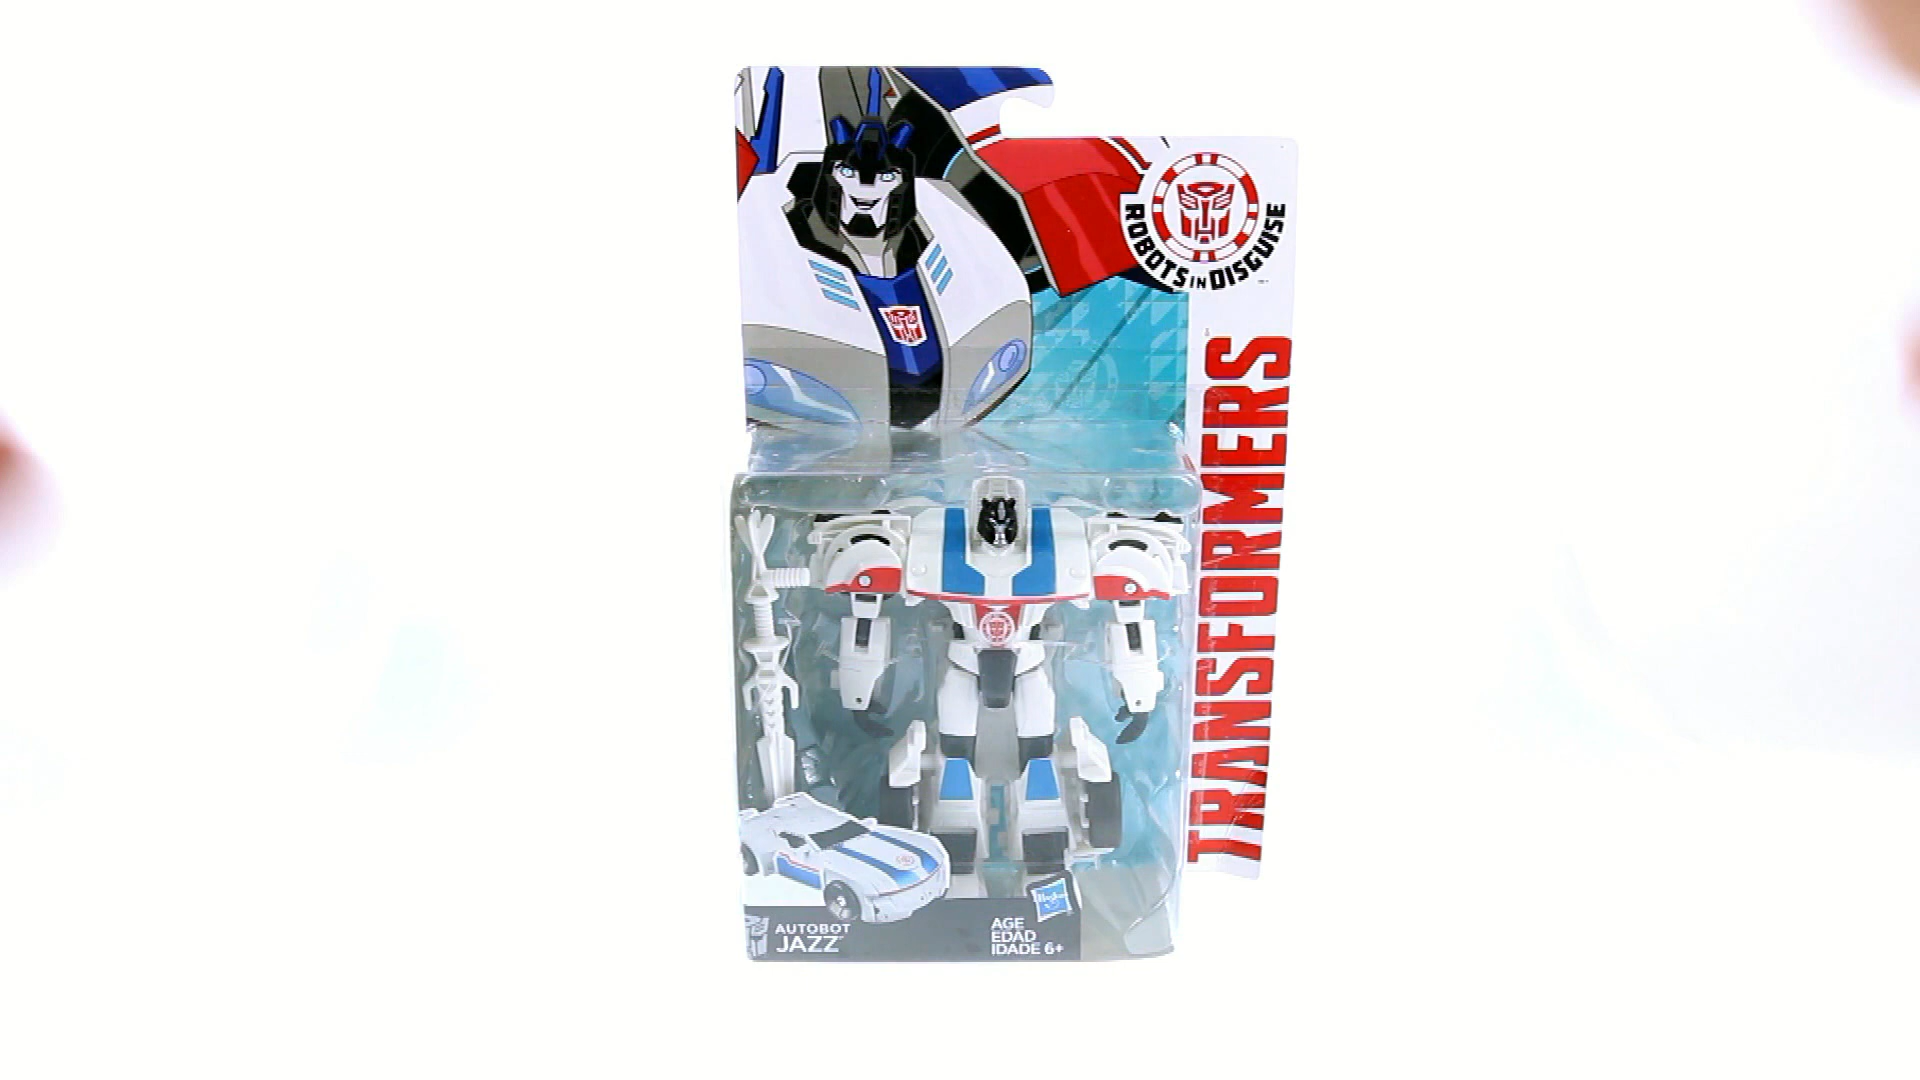 ROBOTS IN DISGUISE
TRANSFORMERS
AUTOBOT
JAZZ
Hasbro
AGE
EDAD
IDADE 6+